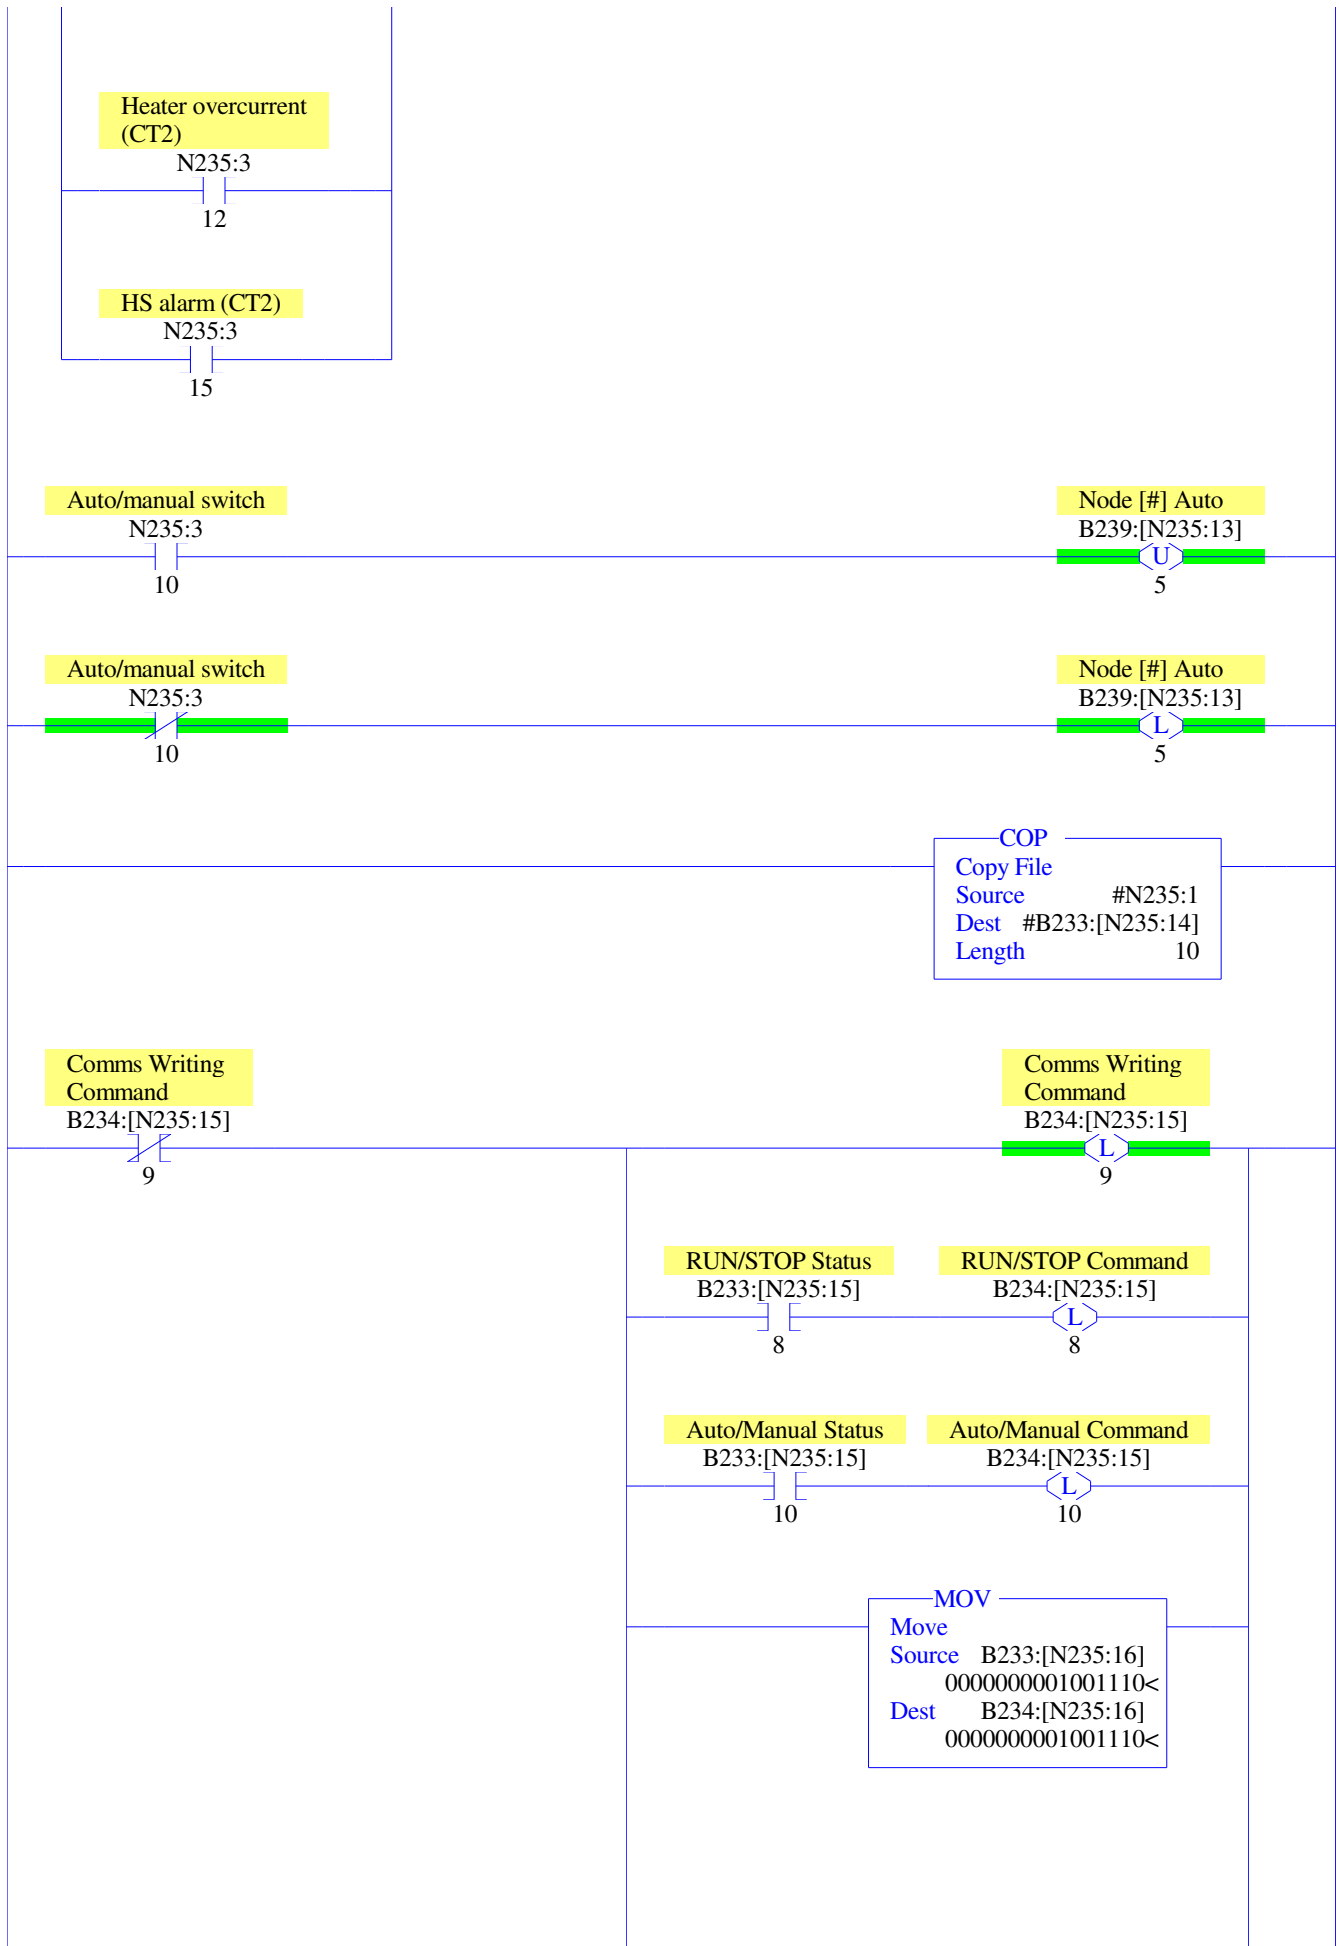 Heater overcurrent
(CT2)
N235:3
12
HS alarm (CT2)
N235:3
15
Auto/manual switch
N235:3
10
Node [#] Auto
B239:[N235:13]
U
5
Auto/manual switch
N235:3
10
Node [#] Auto
B239:[N235:13]
L
5
COP
Copy File
Source #N235:1
Dest #B233:[N235:14]
Length 10
Comms Writing
Command
B234:[N235:15]
9
Comms Writing
Command
B234:[N235:15]
L
9
RUN/STOP Status
B233:[N235:15]
8
RUN/STOP Command
B234:[N235:15]
L
8
Auto/Manual Status
B233:[N235:15]
10
Auto/Manual Command
B234:[N235:15]
L
10
MOV
Move
Source B233:[N235:16]
0000000001001110<
Dest B234:[N235:16]
0000000001001110<